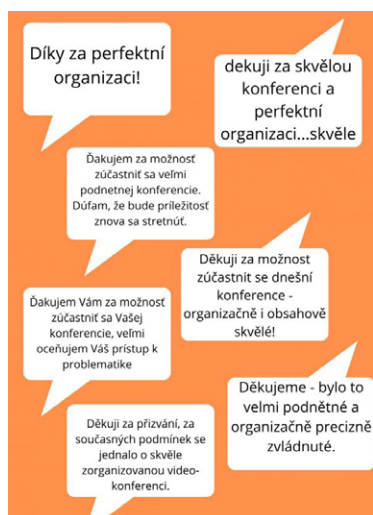 Díky za perfektní
organizaci!
dekuji za skvělou
konferenci a
perfektní
organizaci...skvěle
Ďakujem za možnosť
zúčastniť sa veľmi
podnetnej konferencie.
Dúfam, že bude príležitosť
znova sa stretnúť.
Děkuji za možnost
zúčastnit se dnešní
konference -
organizačně i obsahově
skvělé!
Ďakujem Vám za možnosť
zúčastniť sa Vašej
konferencie, veľmi
oceňujem Váš prístup k
problematike
Děkujeme - bylo to
velmi podnětné a
organizačně precizně
zvládnuté.
Děkuji za přizvání, za
současných podmínek se
jednalo o skvěle
zorganizovanou video-
konferenci.